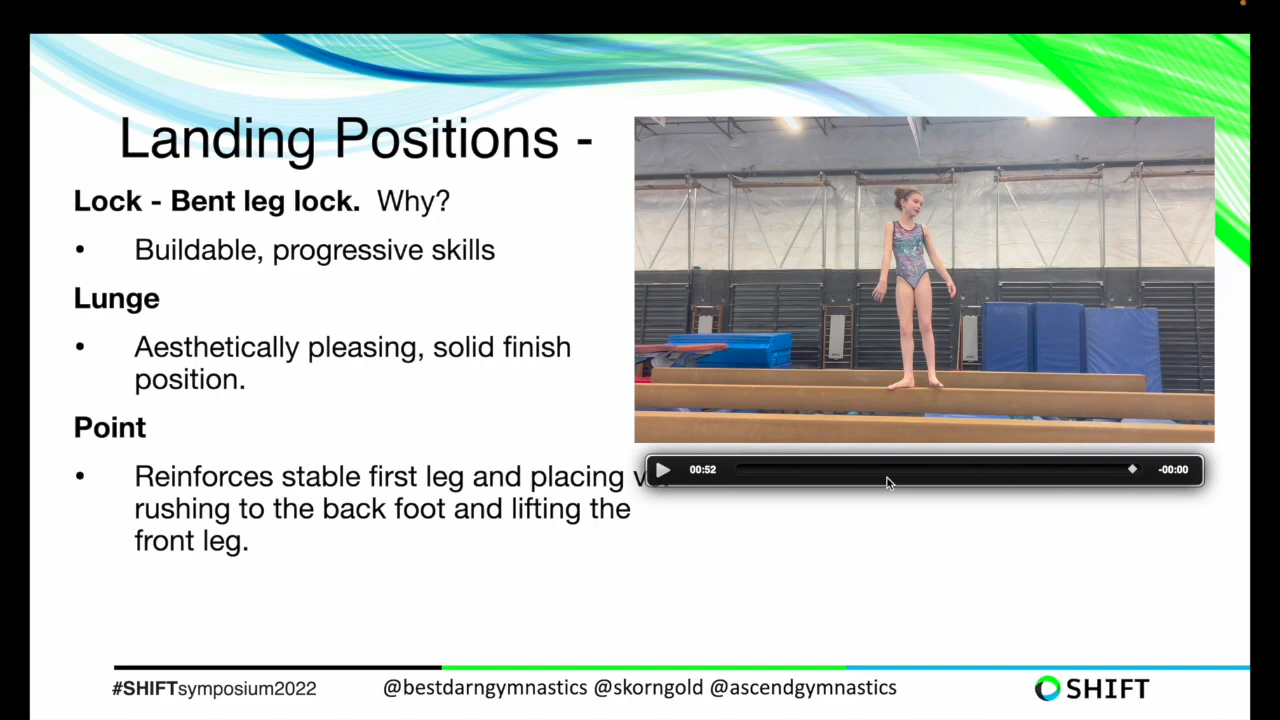 Landing Positions -
Lock - Bent leg lock. Why?
• Buildable, progressive skills
Lunge
• Aesthetically pleasing, solid finish
position.
Point
• Reinforces stable first leg and placing
rushing to the back foot and lifting the
front leg.
00:52 -00:00
#SHIFTsymposium2022 @bestdarngymnastics @skorngold @ascendgymnastics SHIFT